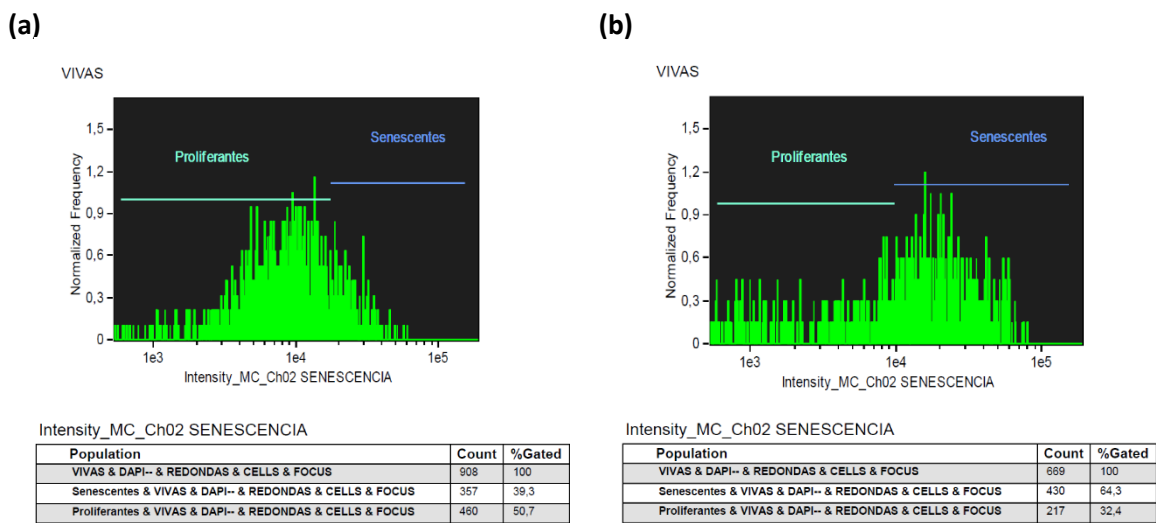 (a)
VIVAS
Normalized Frequency
1,5
1,2
0,9
0,6
0,3
0
Proliferantes
Senescentes
1e3 1e4 1e5
Intensity_MC_Ch02 SENESCENCIA
Intensity_MC_Ch02 SENESCENCIA
Population Count %Gated
VIVAS & DAPI-- & REDONDAS & CELLS & FOCUS 908 100
Senescentes & VIVAS & DAPI-- & REDONDAS & CELLS & FOCUS 357 39,3
Proliferantes & VIVAS & DAPI-- & REDONDAS & CELLS & FOCUS 460 50,7
(b)
VIVAS
Normalized Frequency
1,5
1,2
0,9
0,6
0,3
0
Senescentes
Proliferantes
1e3 1e4 1e5
Intensity_MC_Ch02 SENESCENCIA
Intensity_MC_Ch02 SENESCENCIA
Population Count %Gated
VIVAS & DAPI-- & REDONDAS & CELLS & FOCUS 669 100
Senescentes & VIVAS & DAPI-- & REDONDAS & CELLS & FOCUS 430 64,3
Proliferantes & VIVAS & DAPI-- & REDONDAS & CELLS & FOCUS 217 32,4